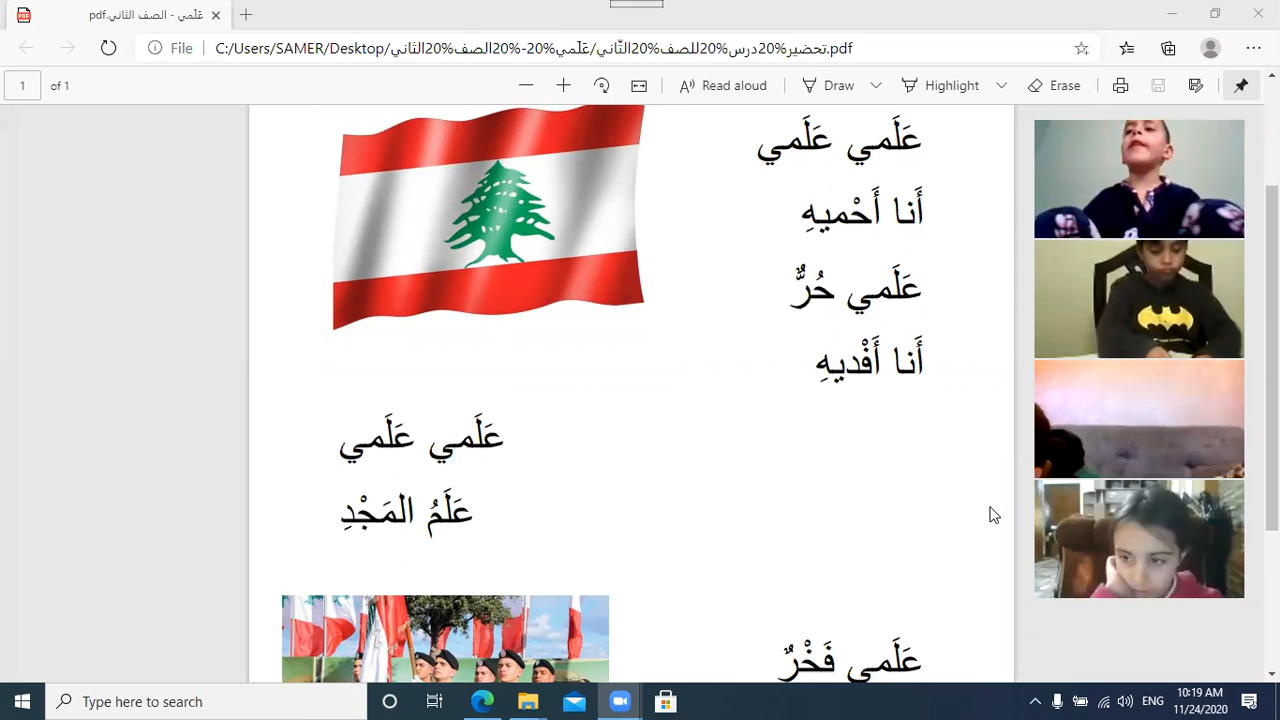 عَلَمي - الصف الثاني.pdf
File
C:/Users/SAMER/Desktop/تحضير%20درس%20للصف%20الثّاني/عَلَمي%20-%20الصف%20الثاني.pdf
1 of 1
Read aloud
Draw
Highlight
Erase
عَلَمي عَلَمي
أَنا أَحْميهِ
عَلَمي حُرٌّ
أَنا أَفْديهِ
عَلَمي عَلَمي
عَلَمُ المَجْدِ
عَلَمي فَخْرٌ
Type here to search
ENG
10:19 AM
11/24/2020